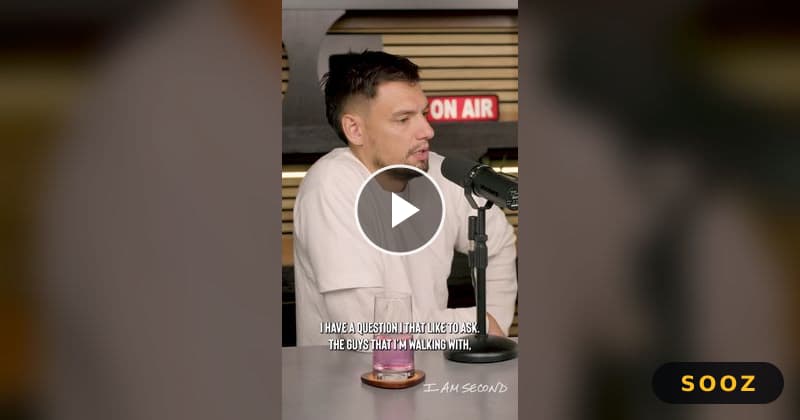 ON AIR
I HAVE A QUESTION I THAT LIKE TO ASK.
THE GUYS THAT I'M WALKING WITH,
I AM SECOND
SOOZ